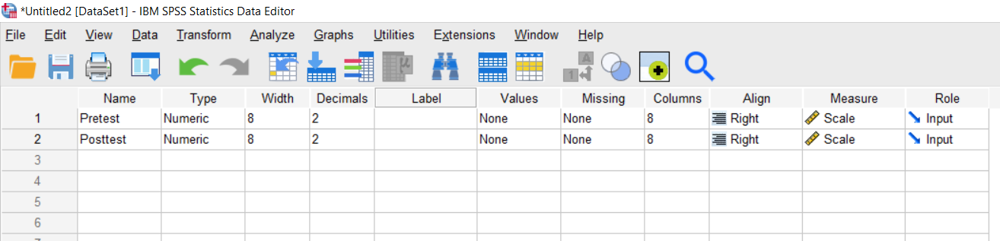 *Untitled2 [DataSet1] - IBM SPSS Statistics Data Editor
File Edit View Data Transform Analyze Graphs Utilities Extensions Window Help
Name Type Width Decimals Label Values Missing Columns Align Measure Role
1 Pretest Numeric 8 2 None None 8 Right Scale Input
2 Posttest Numeric 8 2 None None 8 Right Scale Input
3
4
5
6